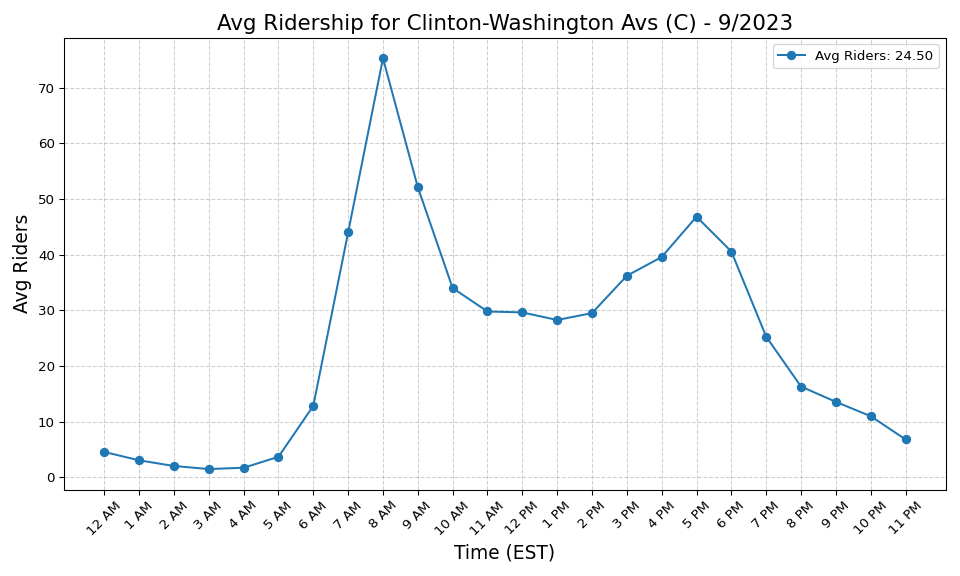 Avg Ridership for Clinton-Washington Avs (C) - 9/2023
Avg Riders: 24.50
Avg Riders
70
60
50
40
30
20
10
0
12 AM
1 AM
2 AM
3 AM
4 AM
5 AM
6 AM
7 AM
8 AM
9 AM
10 AM
11 AM
12 PM
1 PM
2 PM
3 PM
4 PM
5 PM
6 PM
7 PM
8 PM
9 PM
10 PM
11 PM
Time (EST)